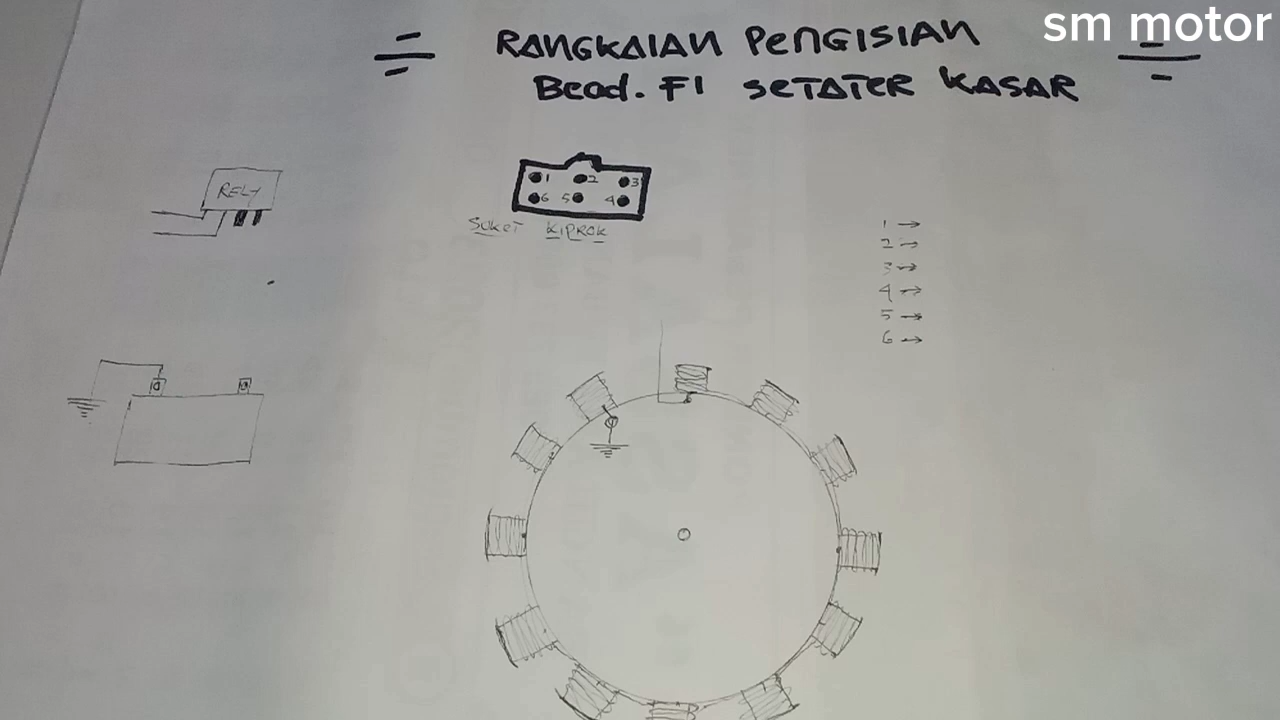 sm motor
RANGKAIAN PENGISIAN
Bead. FI SETATER KASAR
RELY
1 2 3
6 5 4
SOKET KIPROK
1 →
2 →
3 →
4 →
5 →
6 →